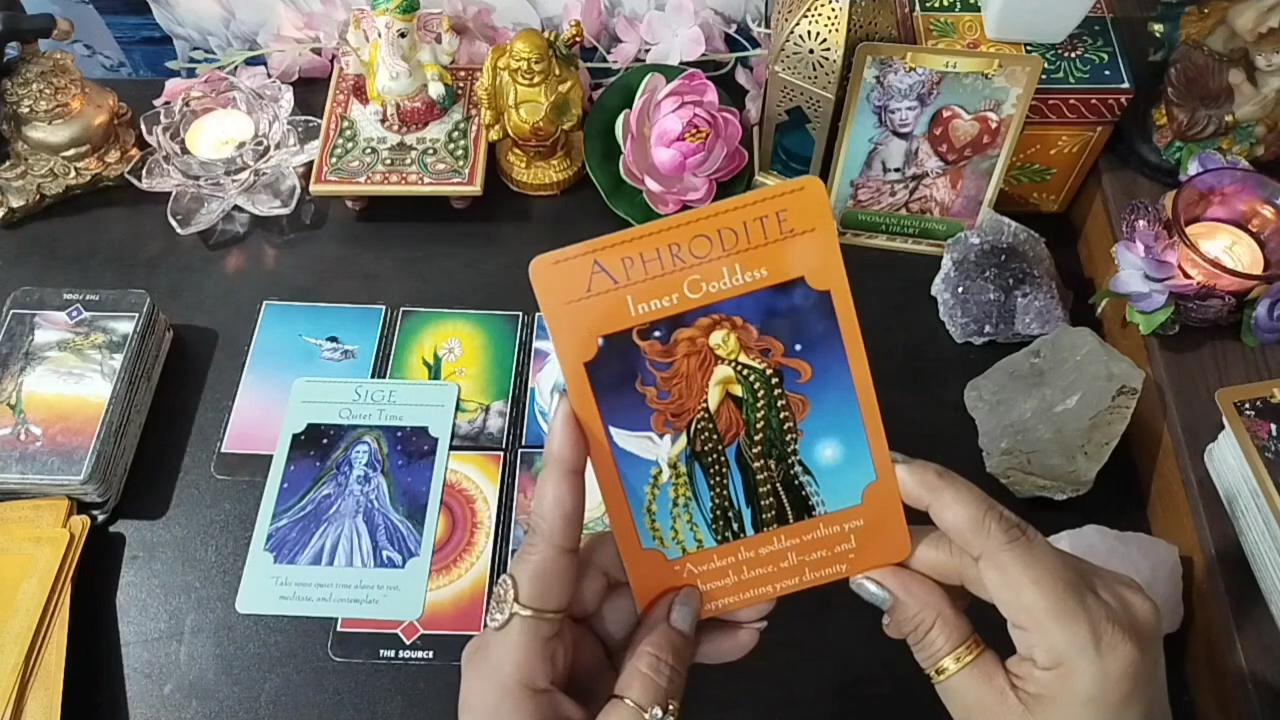 44
WOMAN HOLDING
A HEART
APHRODITE
Inner Goddess
"Awaken the goddess within you
through dance, self-care, and
appreciating your divinity."
THE FOOL
SIGE
Quiet Time
"Take some quiet time alone to rest,
meditate, and contemplate."
THE SOURCE